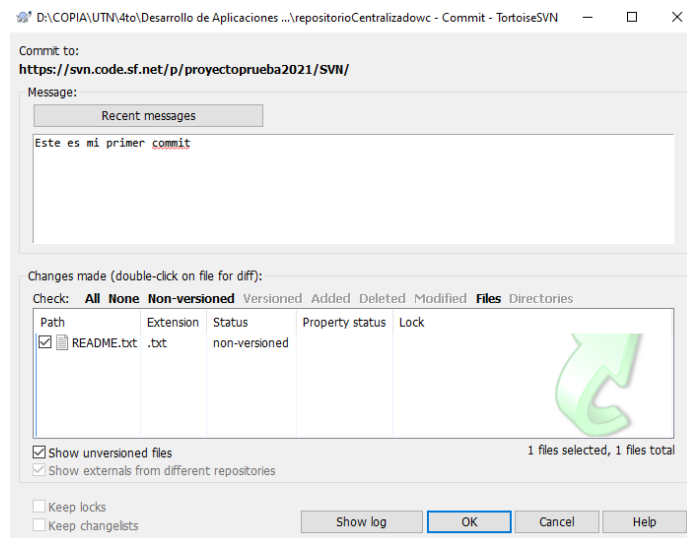 D:\COPIA\UTN\4to\Desarrollo de Aplicaciones ...\repositorioCentralizadowc - Commit - TortoiseSVN
Commit to:
https://svn.code.sf.net/p/proyectoprueba2021/SVN/
Message:
Recent messages
Este es mi primer commit
Changes made (double-click on file for diff):
Check: All None Non-versioned Versioned Added Deleted Modified Files Directories
Path Extension Status Property status Lock
README.txt .txt non-versioned
Show unversioned files
1 files selected, 1 files total
Show externals from different repositories
Keep locks
Keep changelists
Show log OK Cancel Help